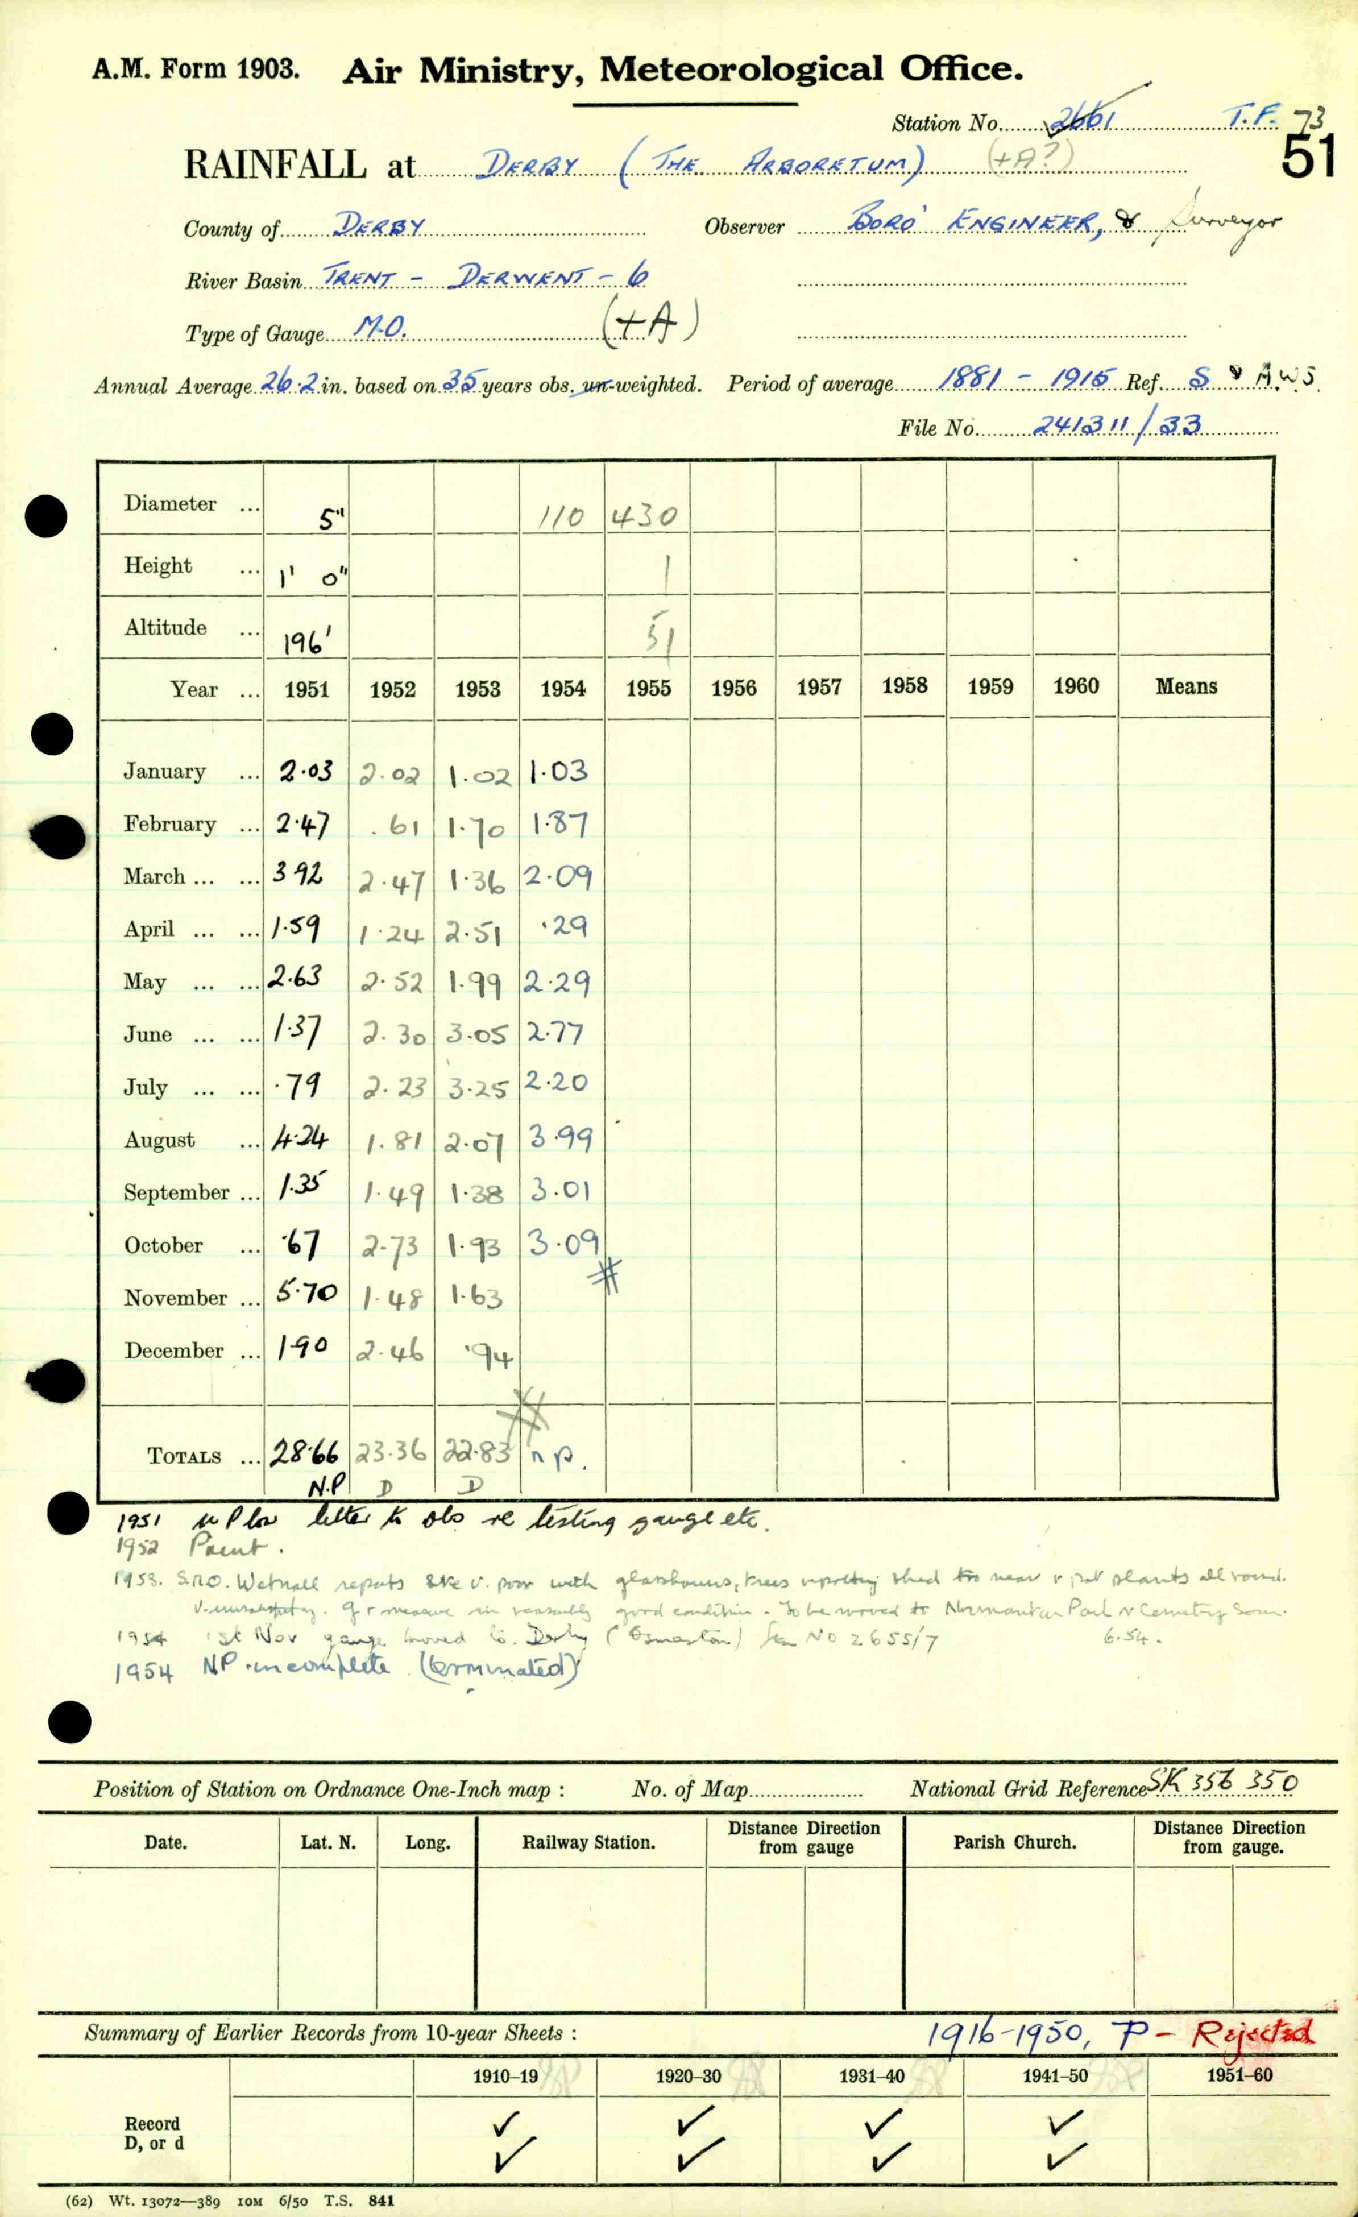 A.M. Form 1903. Air Ministry, Meteorological Office.
Station No. 2661 T.F. 73
RAINFALL at DERBY (THE ARBORETUM) (+A?) 51
County of DERBY Observer BORO' ENGINEER, & Surveyor
River Basin TRENT - DERWENT - 6
Type of Gauge M.O. (+A)
Annual Average 26.2 in. based on 35 years obs. un-weighted. Period of average 1881 - 1915 Ref. S & A.W.S.
File No. 241311/33
Diameter ... 5" 110 430
Height ... 1' 0" 1
Altitude ... 196' 51
Year ... 1951 1952 1953 1954 1955 1956 1957 1958 1959 1960 Means
January ... 2.03 2.02 1.02 1.03
February ... 2.47 .61 1.70 1.87
March ... ... 3.92 2.47 1.36 2.09
April ... ... 1.59 1.24 2.51 .29
May ... ... 2.63 2.52 1.99 2.29
June ... ... 1.37 2.30 3.05 2.77
July ... ... .79 2.23 3.25 2.20
August ... 4.24 1.81 2.07 3.99
September ... 1.35 1.49 1.38 3.01
October ... .67 2.73 1.93 3.09
November ... 5.70 1.48 1.63
December ... 1.90 2.46 .94
TOTALS ... 28.66 23.36 22.83 n.p.
N.P D D
1951 letter to obs re testing gauge etc.
1952
1953. S.R.O. Wetnall reports site v. poor with glasshouses, trees shed too near plants all round.
g + measure in good condition. To be moved to Normanton Park Cemetery soon.
1954 1st Nov gauge moved to Derby (Osmaston) See No 2655/7 6.54.
1954 NP incomplete (terminated)
Position of Station on Ordnance One-Inch map : No. of Map National Grid Reference SK 356 350
Date. Lat. N. Long. Railway Station. Distance from Direction gauge Parish Church. Distance from Direction gauge.
Summary of Earlier Records from 10-year Sheets : 1916-1950, P - Rejected
1910–19 1920–30 1931–40 1941–50 1951–60
Record ✓ ✓ ✓ ✓
D, or d ✓ ✓ ✓ ✓
(62) Wt. 13072—389 10M 6/50 T.S. 841